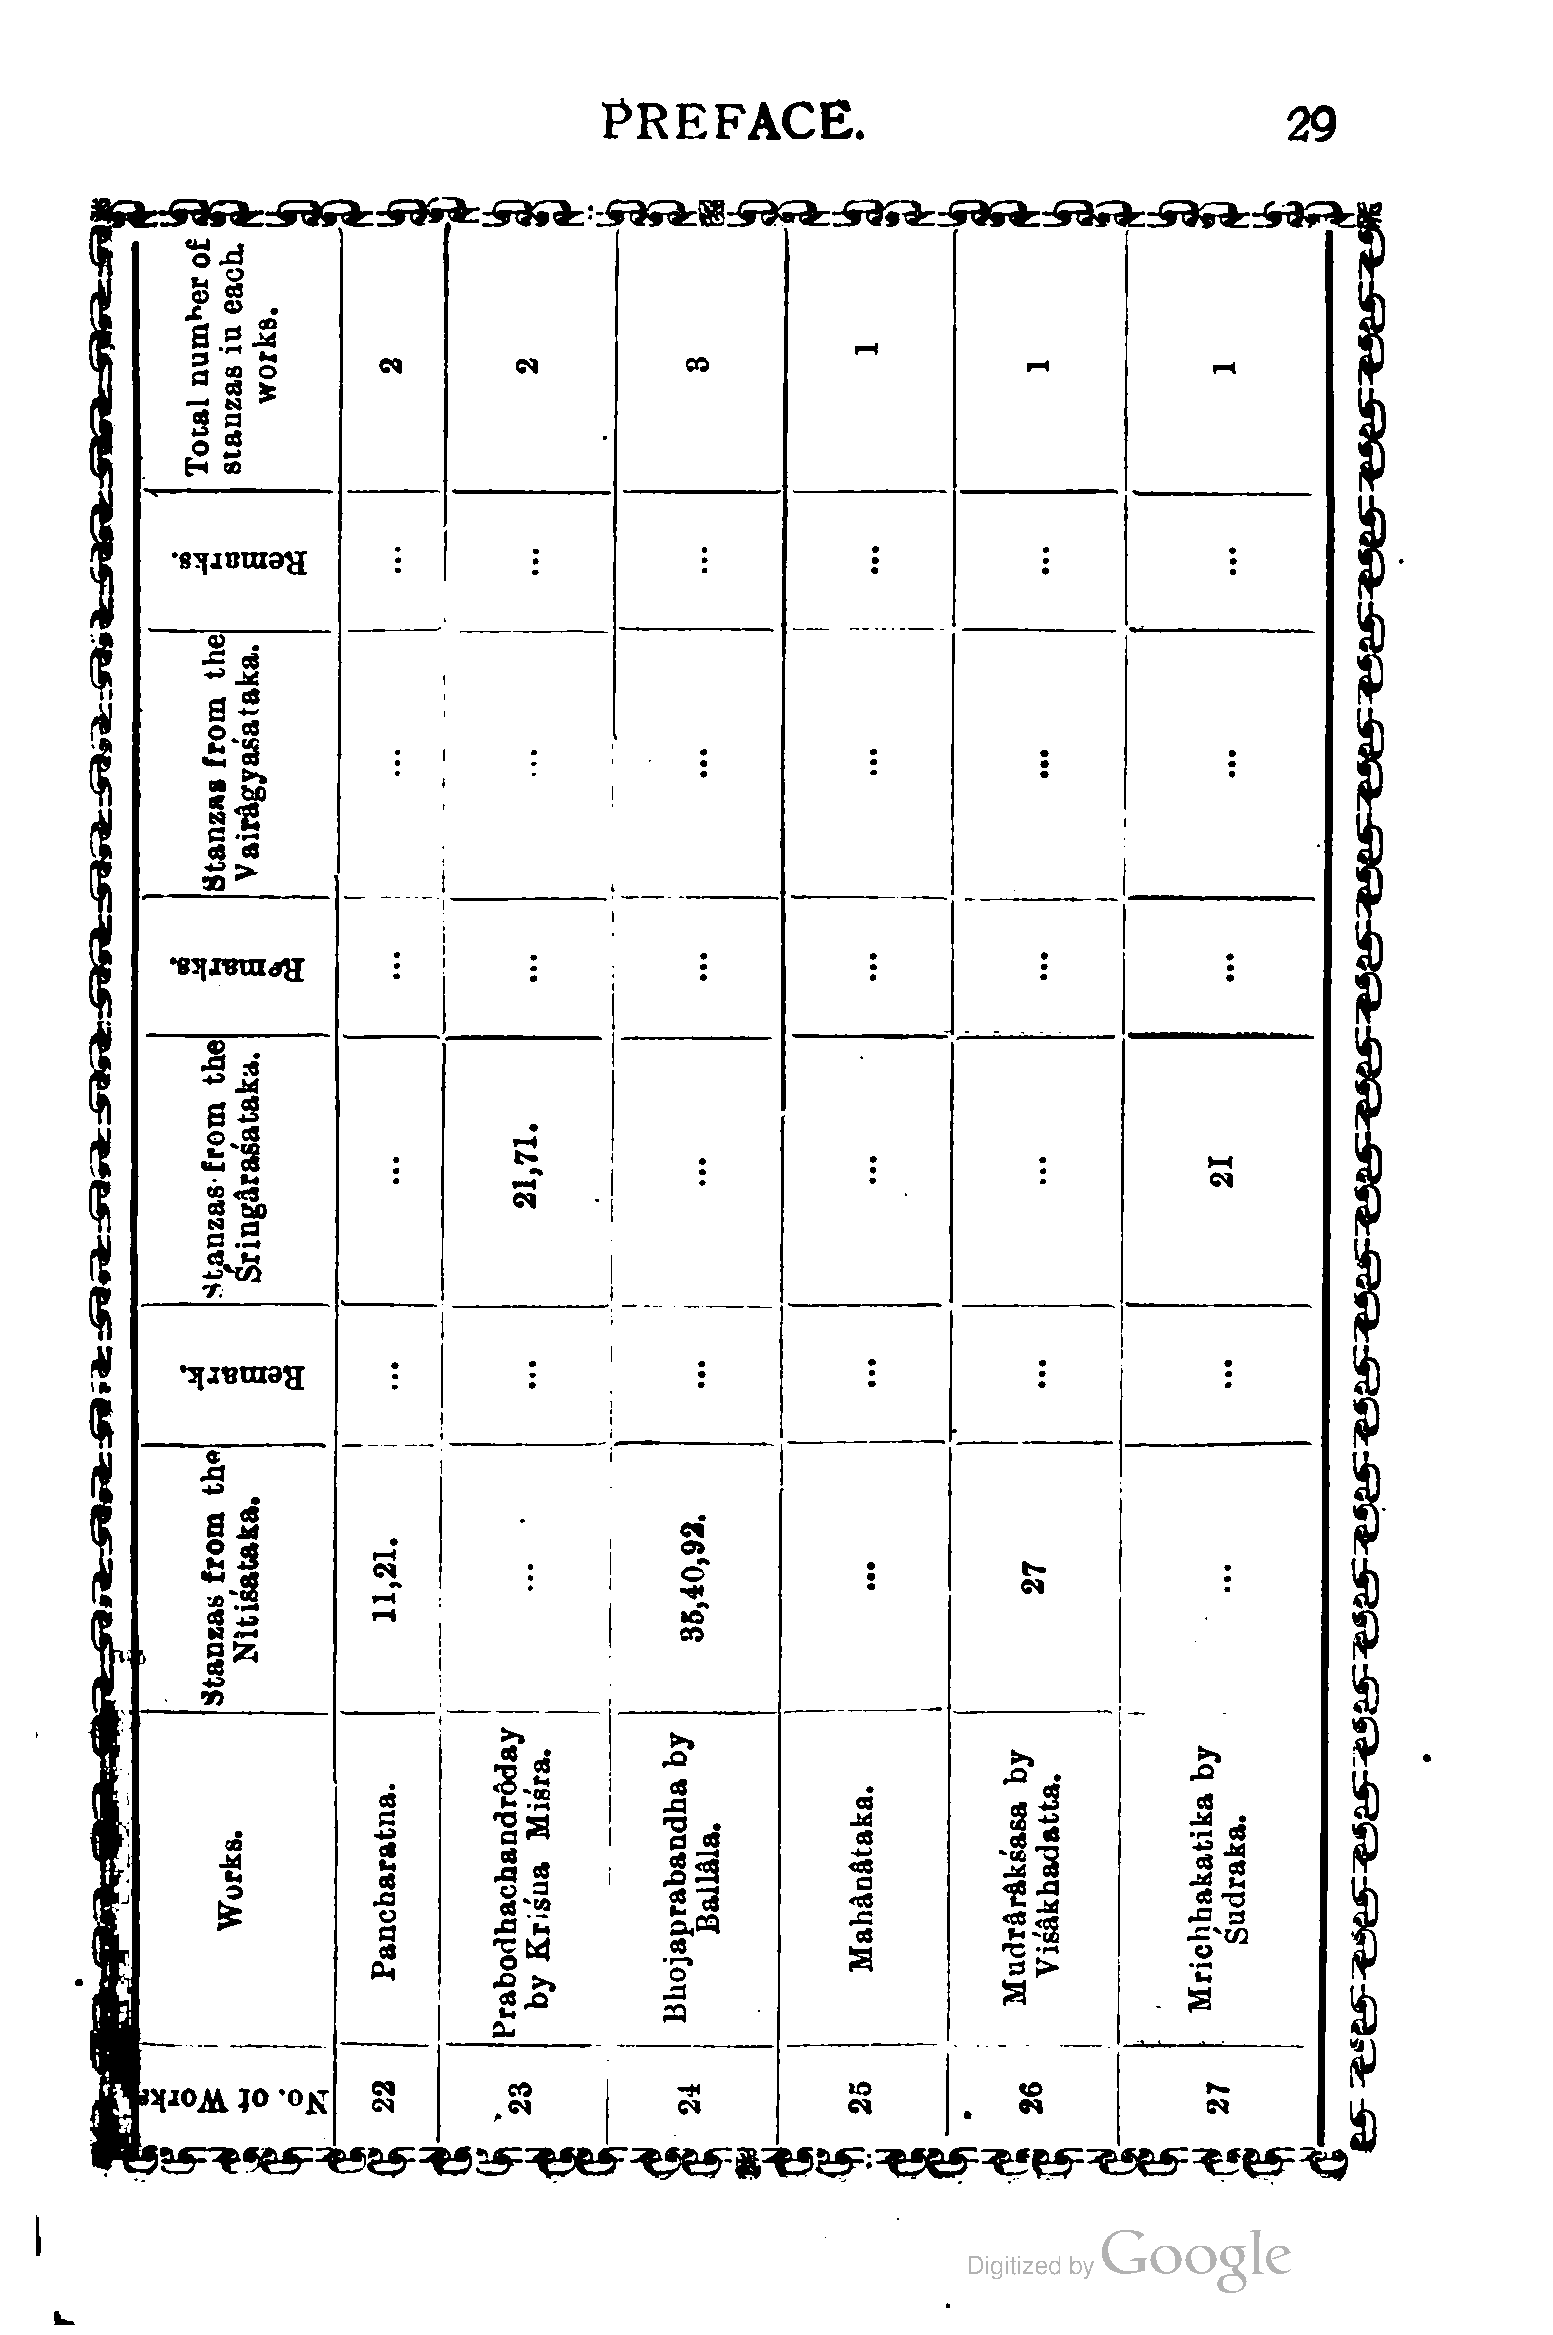 PREFACE. 29
No. of Works | Works. | Stanzas from the Nitiśataka. | Remark. | Stanzas from the Śringâraśataka. | Remarks. | Stanzas from the Vairâgyaśataka. | Remarks. | Total number of stanzas in each works.
22 | Pancharatna. | 11,21. | ... | ... | ... | ... | ... | 2
23 | Prabodhachandrôday by Kriśna Miśra. | ... | ... | 21,71. | ... | ... | ... | 2
24 | Bhojaprabandha by Ballâla. | 35,40,92. | ... | ... | ... | ... | ... | 3
25 | Mahânâtaka. | ... | ... | ... | ... | ... | ... | 1
26 | Mudrârâkśasa by Viśâkhadatta. | 27 | ... | ... | ... | ... | ... | 1
27 | Mrichhakatika by Śudraka. | ... | ... | 21 | ... | ... | ... | 1
Digitized by Google